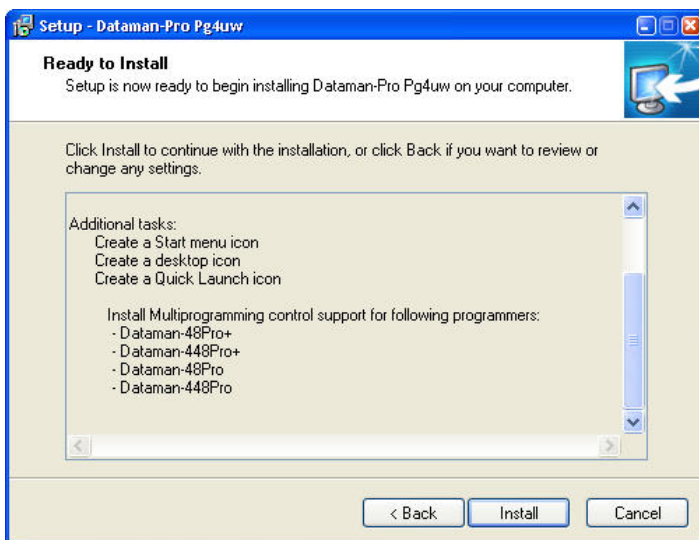 Setup - Dataman-Pro Pg4uw
Ready to Install
Setup is now ready to begin installing Dataman-Pro Pg4uw on your computer.
Click Install to continue with the installation, or click Back if you want to review or
change any settings.
Additional tasks:
Create a Start menu icon
Create a desktop icon
Create a Quick Launch icon
Install Multiprogramming control support for following programmers:
- Dataman-48Pro+
- Dataman-448Pro+
- Dataman-48Pro
- Dataman-448Pro
< Back
Install
Cancel